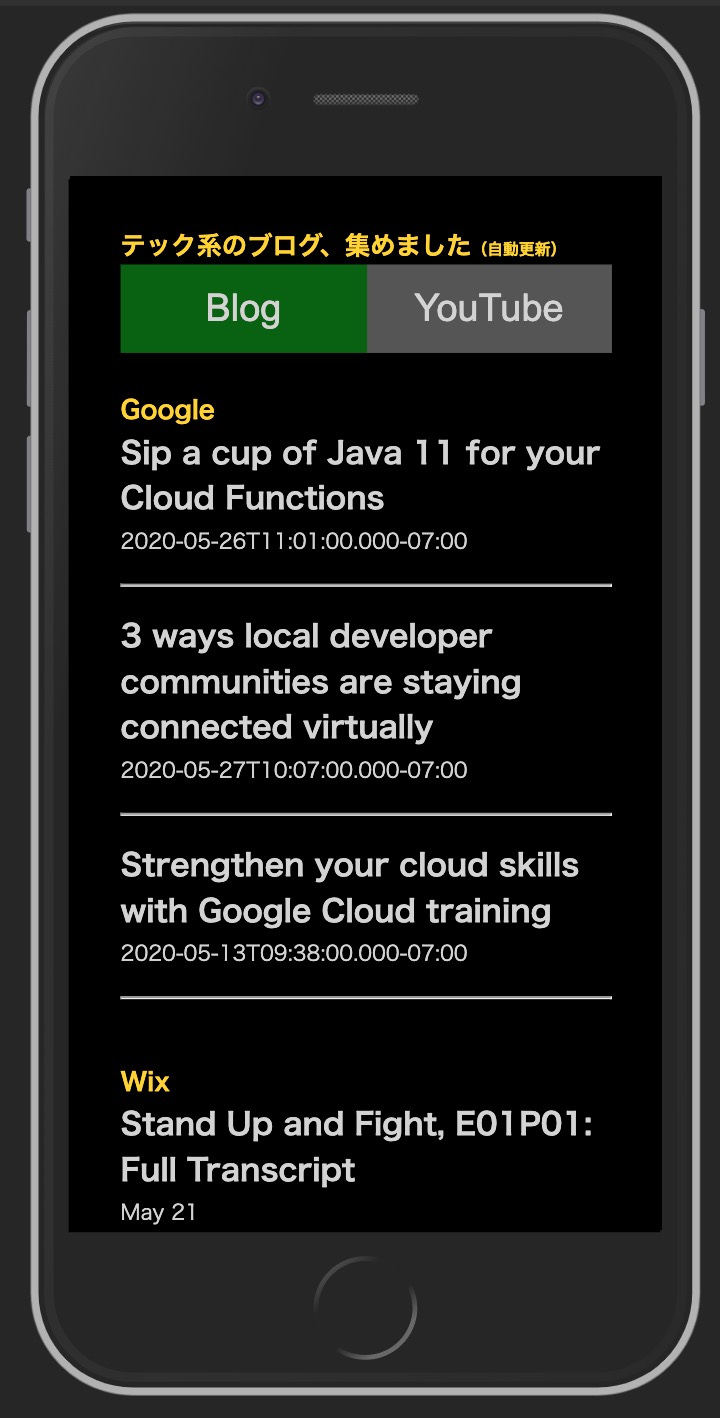 テック系のブログ、集めました（自動更新）
Blog
YouTube
Google
Sip a cup of Java 11 for your
Cloud Functions
2020-05-26T11:01:00.000-07:00
3 ways local developer
communities are staying
connected virtually
2020-05-27T10:07:00.000-07:00
Strengthen your cloud skills
with Google Cloud training
2020-05-13T09:38:00.000-07:00
Wix
Stand Up and Fight, E01P01:
Full Transcript
May 21